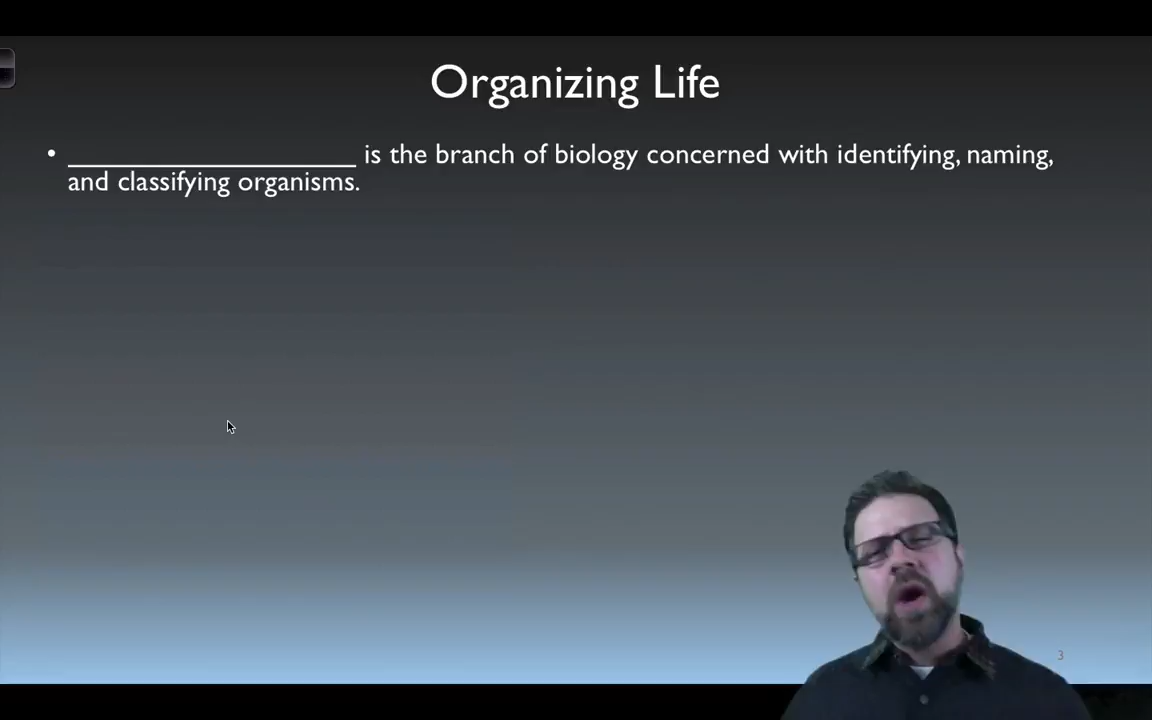 Organizing Life
• ____________________ is the branch of biology concerned with identifying, naming,
and classifying organisms.
3